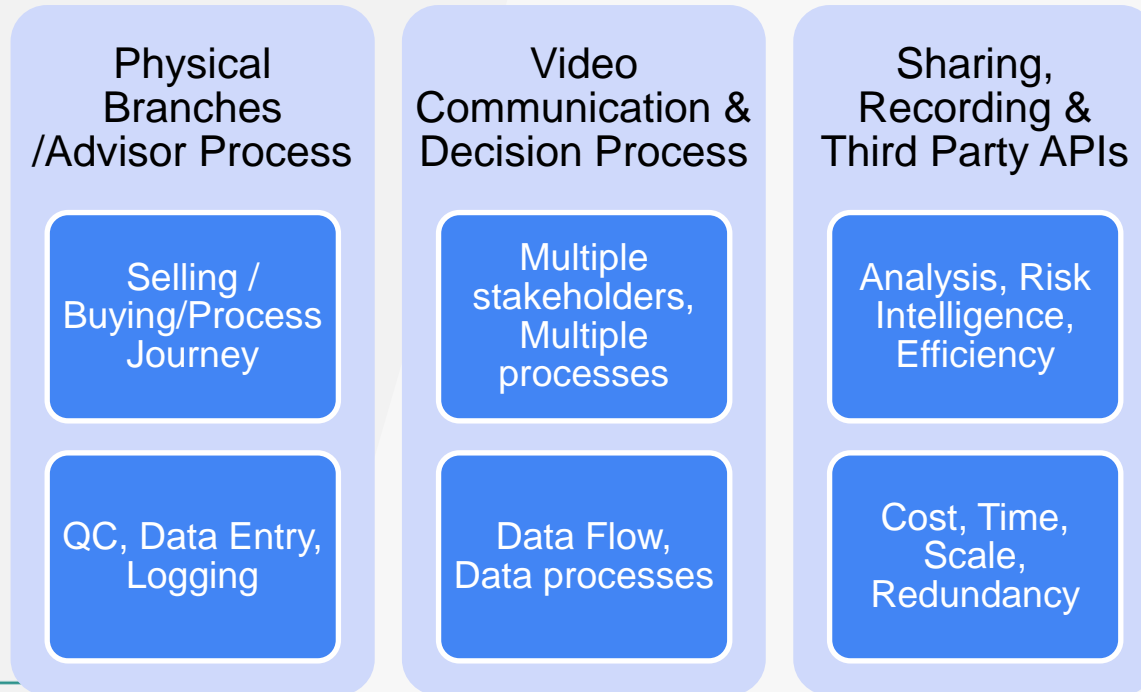 Physical
Branches
/Advisor Process
Selling /
Buying/Process
Journey
QC, Data Entry,
Logging
Video
Communication &
Decision Process
Multiple
stakeholders,
Multiple
processes
Data Flow,
Data processes
Sharing,
Recording &
Third Party APIs
Analysis, Risk
Intelligence,
Efficiency
Cost, Time,
Scale,
Redundancy